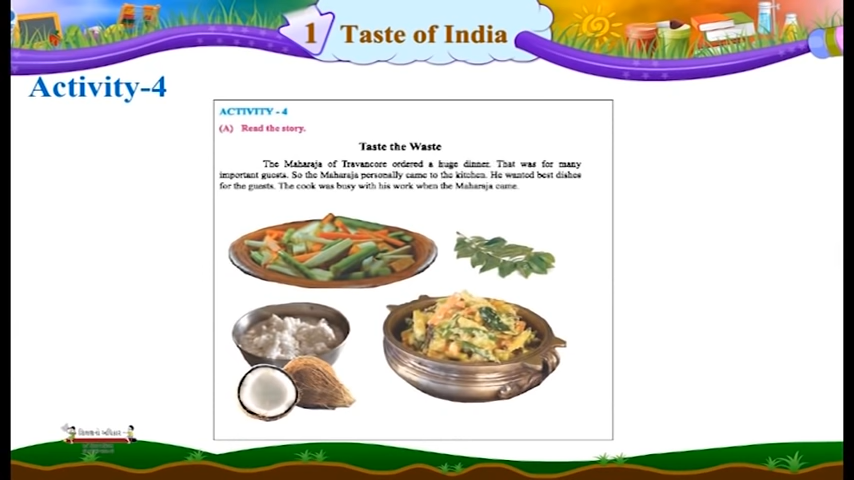 1 Taste of India
Activity-4
ACTIVITY - 4
(A) Read the story.
Taste the Waste
The Maharaja of Travancore ordered a huge dinner. That was for many
important guests. So the Maharaja personally came to the kitchen. He wanted best dishes
for the guests. The cook was busy with his work when the Maharaja came.